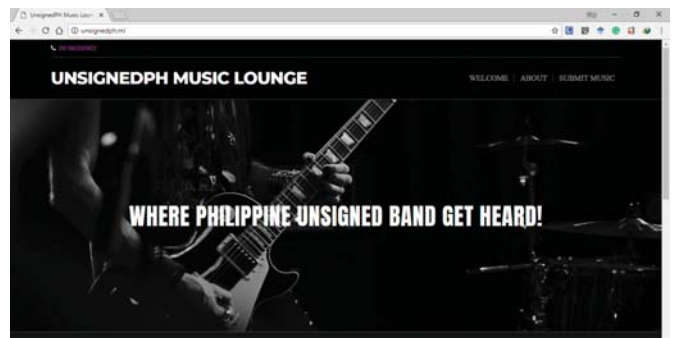 unsignedph.ml
UNSIGNEDPH MUSIC LOUNGE
WELCOME
ABOUT
SUBMIT MUSIC
WHERE PHILIPPINE UNSIGNED BAND GET HEARD!